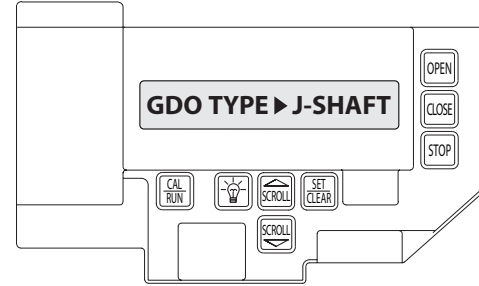 OPEN
GDO TYPE ▶ J-SHAFT
CLOSE
STOP
CAL
RUN
SCROLL
SET
CLEAR
SCROLL